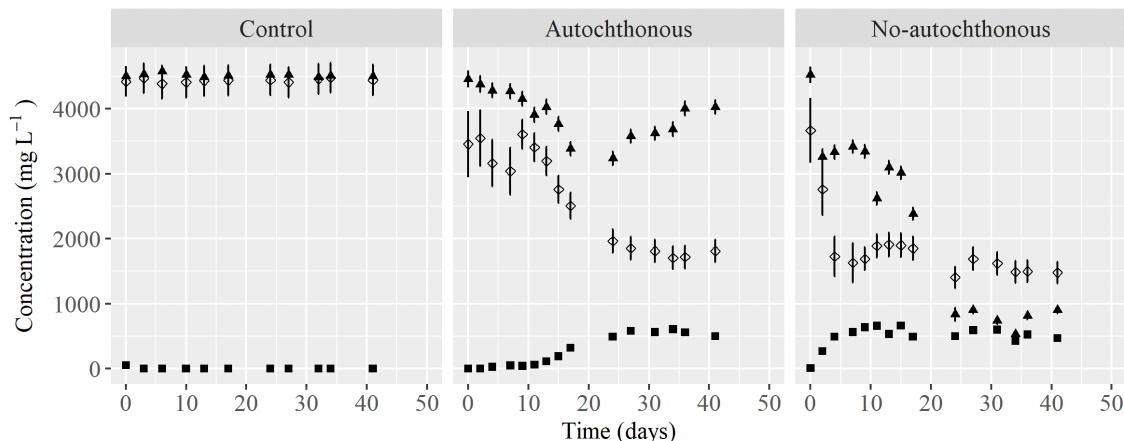 Control
Autochthonous
No-autochthonous
Concentration (mg L⁻¹ )
4000
3000
2000
1000
0
0 10 20 30 40 50
0 10 20 30 40 50
0 10 20 30 40 50
Time (days)